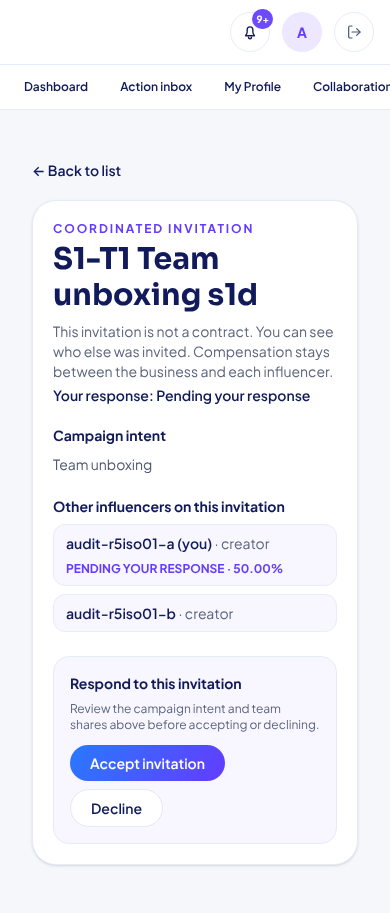 9+
A
Dashboard Action inbox My Profile Collaboration
← Back to list
COORDINATED INVITATION
S1-T1 Team
unboxing s1d
This invitation is not a contract. You can see
who else was invited. Compensation stays
between the business and each influencer.
Your response: Pending your response
Campaign intent
Team unboxing
Other influencers on this invitation
audit-r5iso01-a (you) · creator
PENDING YOUR RESPONSE · 50.00%
audit-r5iso01-b · creator
Respond to this invitation
Review the campaign intent and team
shares above before accepting or declining.
Accept invitation
Decline